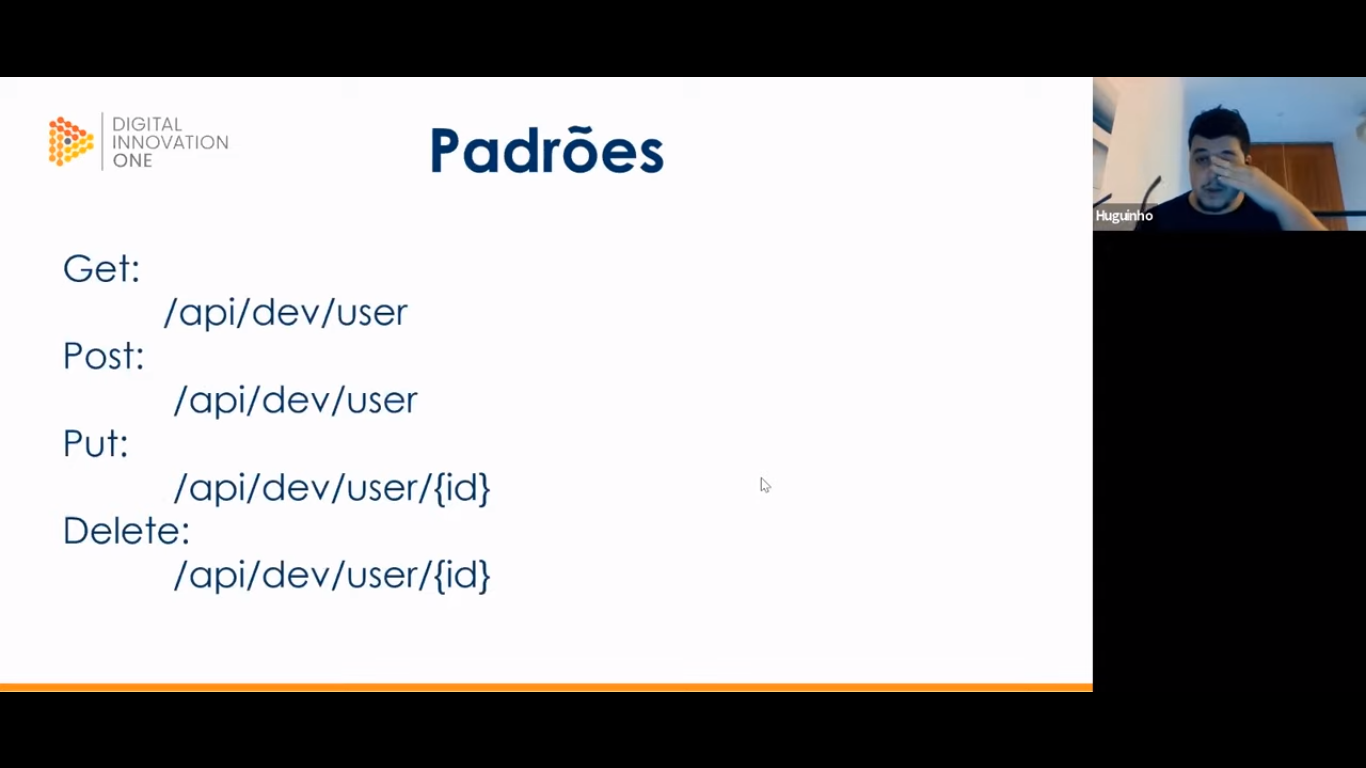 DIGITAL
INNOVATION
ONE
Padrões
Get:
/api/dev/user
Post:
/api/dev/user
Put:
/api/dev/user/{id}
Delete:
/api/dev/user/{id}
Huguinho